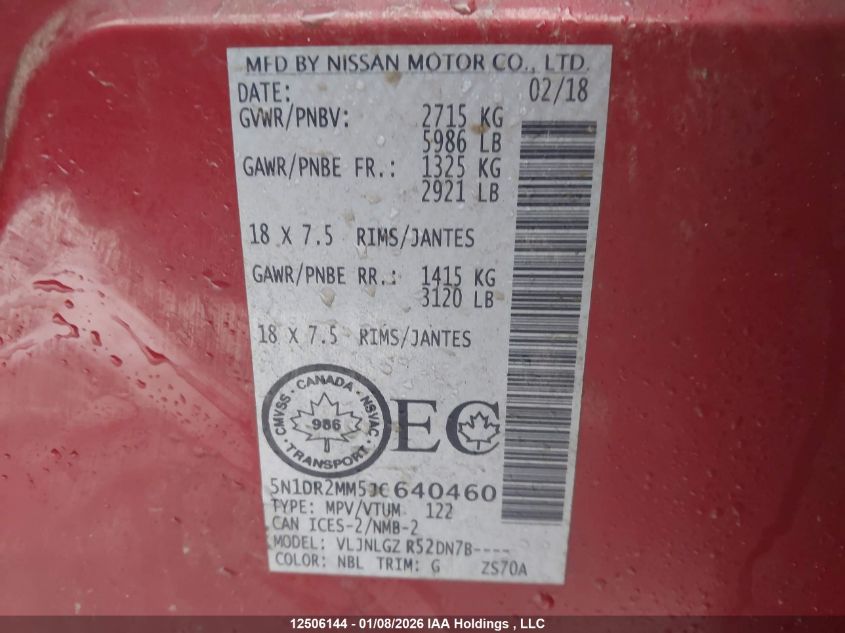 MFD BY NISSAN MOTOR CO., LTD.
DATE: 02/18
GVWR/PNBV: 2715 KG
5986 LB
GAWR/PNBE FR.: 1325 KG
2921 LB
18 X 7.5 RIMS/JANTES
GAWR/PNBE RR.: 1415 KG
3120 LB
18 X 7.5 RIMS/JANTES
CMVSS · CANADA · NSVAC · TRANSPORT ·
986
EC
5N1DR2MM5JC640460
TYPE: MPV/VTUM 122
CAN ICES-2/NMB-2
MODEL: VLJNLGZ R52DN7B----
COLOR: NBL TRIM: G ZS70A
12506144 - 01/08/2026 IAA Holdings , LLC